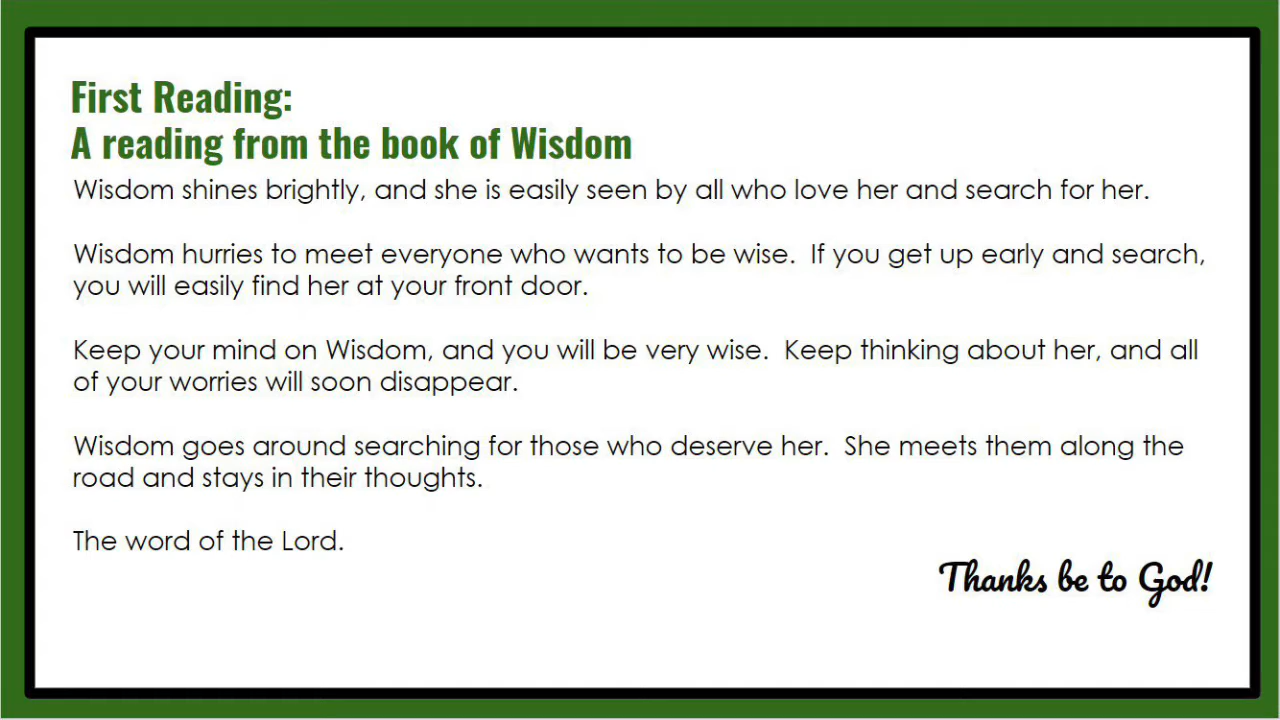 First Reading:
A reading from the book of Wisdom
Wisdom shines brightly, and she is easily seen by all who love her and search for her.
Wisdom hurries to meet everyone who wants to be wise.  If you get up early and search,
you will easily find her at your front door.
Keep your mind on Wisdom, and you will be very wise.  Keep thinking about her, and all
of your worries will soon disappear.
Wisdom goes around searching for those who deserve her.  She meets them along the
road and stays in their thoughts.
The word of the Lord.
Thanks be to God!